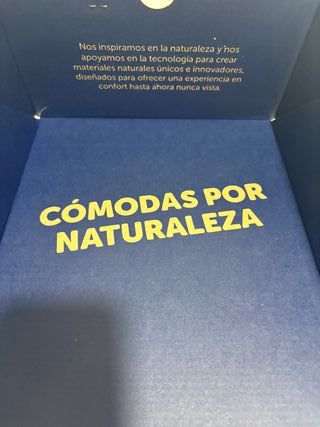 Nos inspiramos en la naturaleza y nos
apoyamos en la tecnología para crear
materiales naturales únicos e innovadores,
diseñados para ofrecer una experiencia en
confort hasta ahora nunca vista.
CÓMODAS POR
NATURALEZA